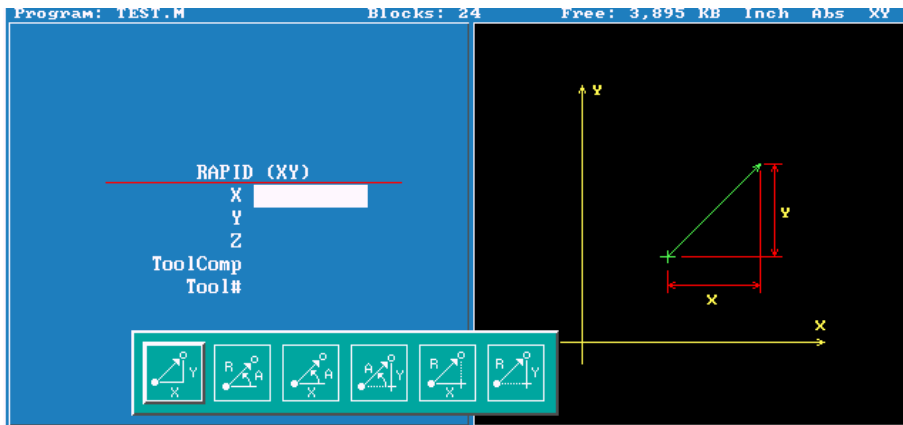 Program: TEST.M Blocks: 24 Free: 3,895 KB Inch Abs XY
RAPID (XY)
X
Y
Z
ToolComp
Tool#
Y
Y
X
X
Y X
R A
A X
A Y
R X
R Y